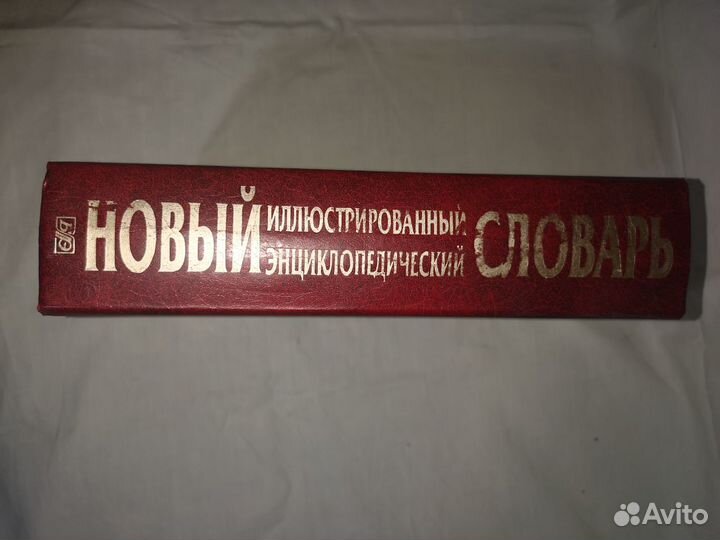 НОВЫЙ
ИЛЛЮСТРИРОВАННЫЙ
ЭНЦИКЛОПЕДИЧЕСКИЙ
СЛОВАРЬ
Avito